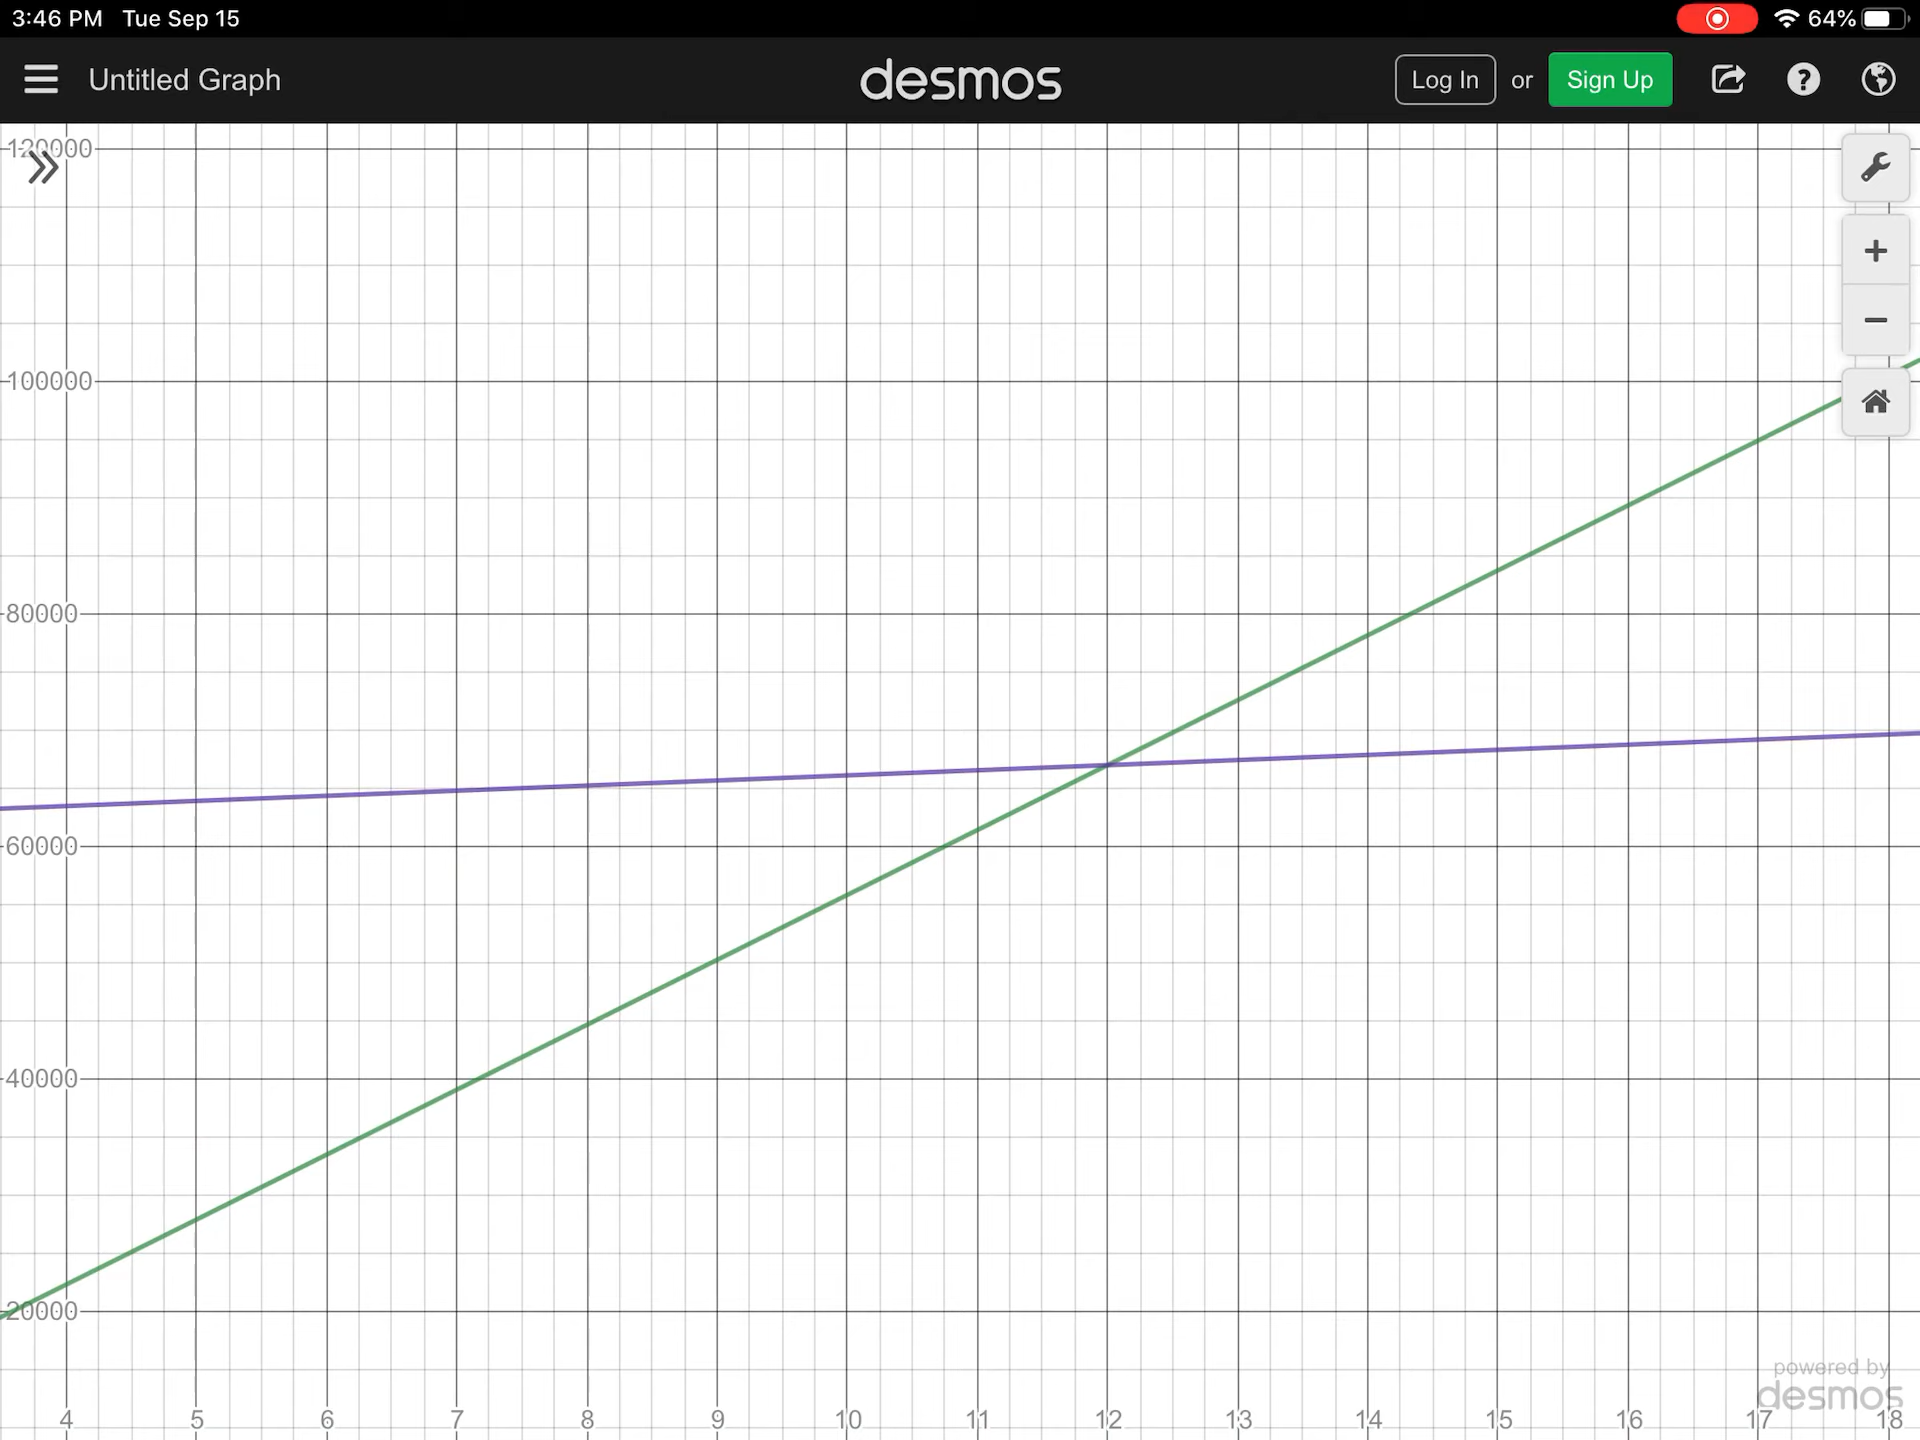 3:46 PM Tue Sep 15 64%
Untitled Graph desmos Log In or Sign Up
120000
100000
80000
60000
40000
20000
powered by
desmos
4 5 6 7 8 9 10 11 12 13 14 15 16 17 18